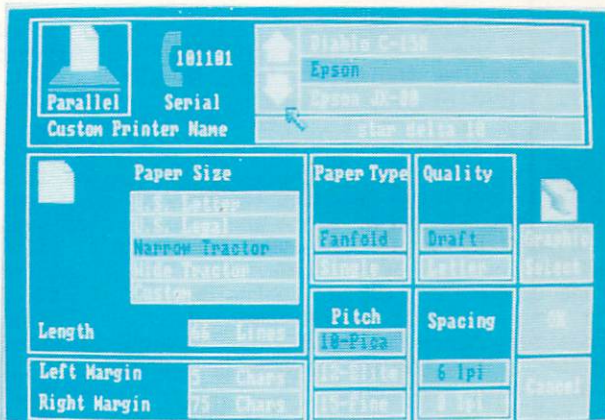 101101
Parallel Serial
Custom Printer Name
Diablo C-150
Epson
Epson JX-80
star delta 10
Paper Size
U.S. Letter
U.S. Legal
Narrow Tractor
Wide Tractor
Custom
Length 66 Lines
Paper Type
Fanfold
Single
Quality
Draft
Letter
Pitch
10-Pica
12-Elite
15-Fine
Spacing
6 lpi
8 lpi
Graphic
Select
OK
Cancel
Left Margin 5 Chars
Right Margin 75 Chars